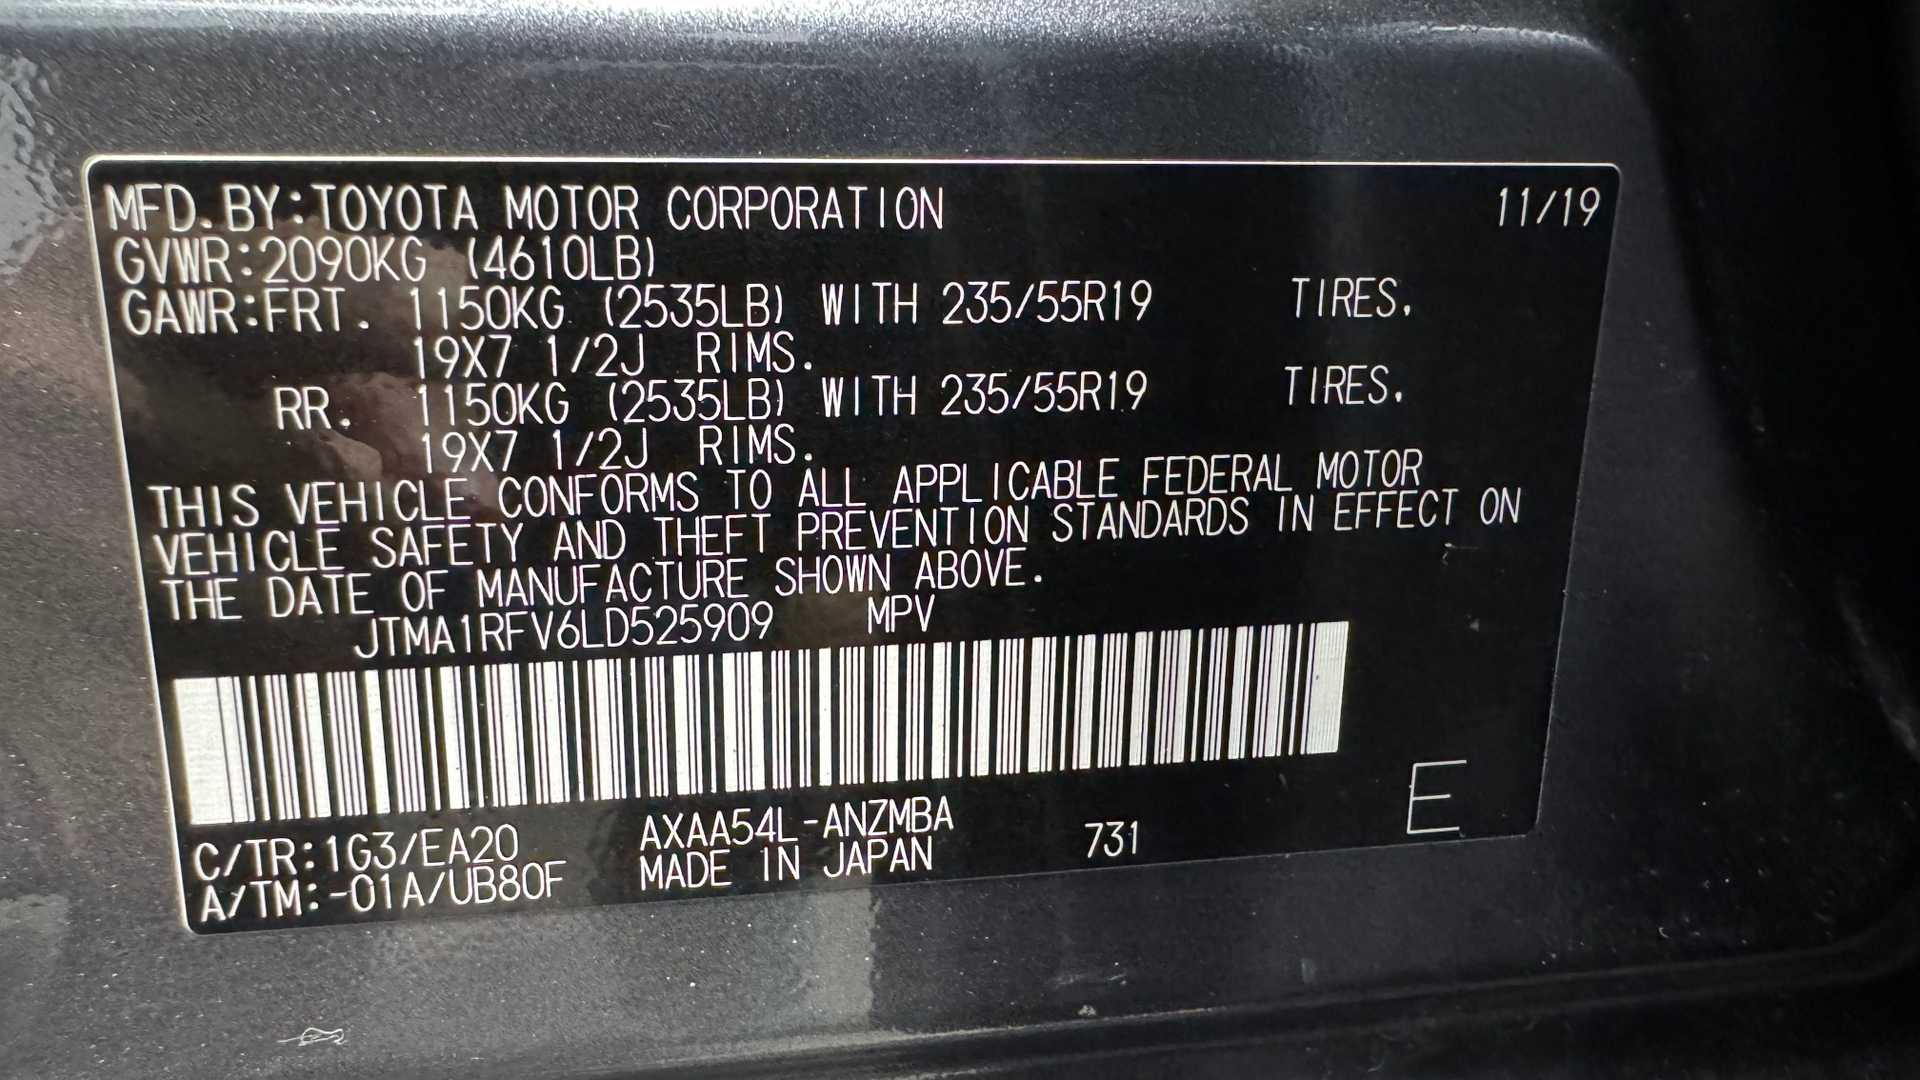 MFD.BY:TOYOTA MOTOR CORPORATION 11/19
GVWR:2090KG (4610LB)
GAWR:FRT. 1150KG (2535LB) WITH 235/55R19 TIRES.
19X7 1/2J RIMS.
RR. 1150KG (2535LB) WITH 235/55R19 TIRES.
19X7 1/2J RIMS.
THIS VEHICLE CONFORMS TO ALL APPLICABLE FEDERAL MOTOR
VEHICLE SAFETY AND THEFT PREVENTION STANDARDS IN EFFECT ON
THE DATE OF MANUFACTURE SHOWN ABOVE.
JTMA1RFV6LD525909 MPV
E
C/TR:1G3/EA20 AXAA54L-ANZMBA 731
A/TM:-01A/UB80F MADE IN JAPAN